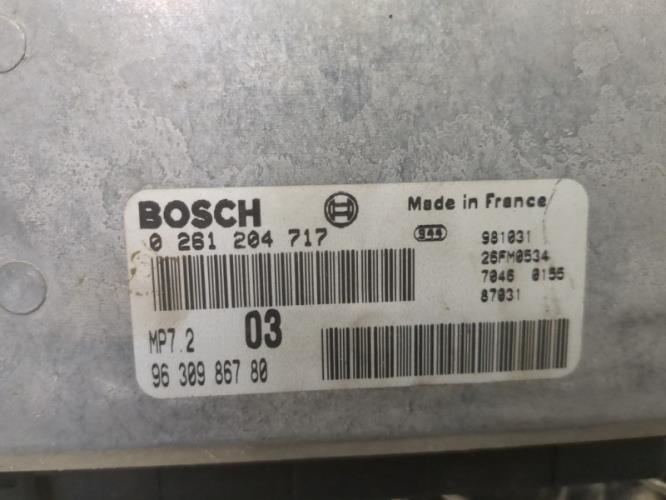 BOSCH
Made in France
0 261 204 717
944
981031
26FM0534
7046 0155
87031
MP7.2
03
96 309 867 80